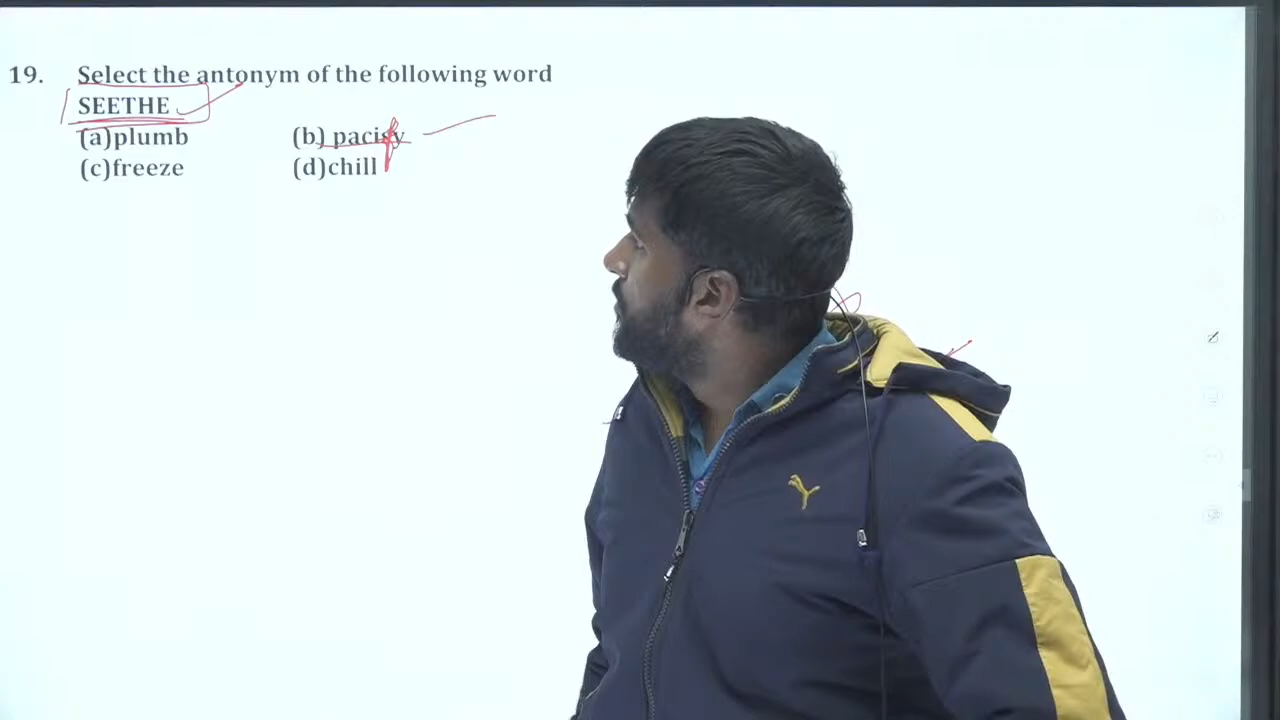 19. Select the antonym of the following word
SEETHE
(a)plumb (b) pacify
(c)freeze (d)chill